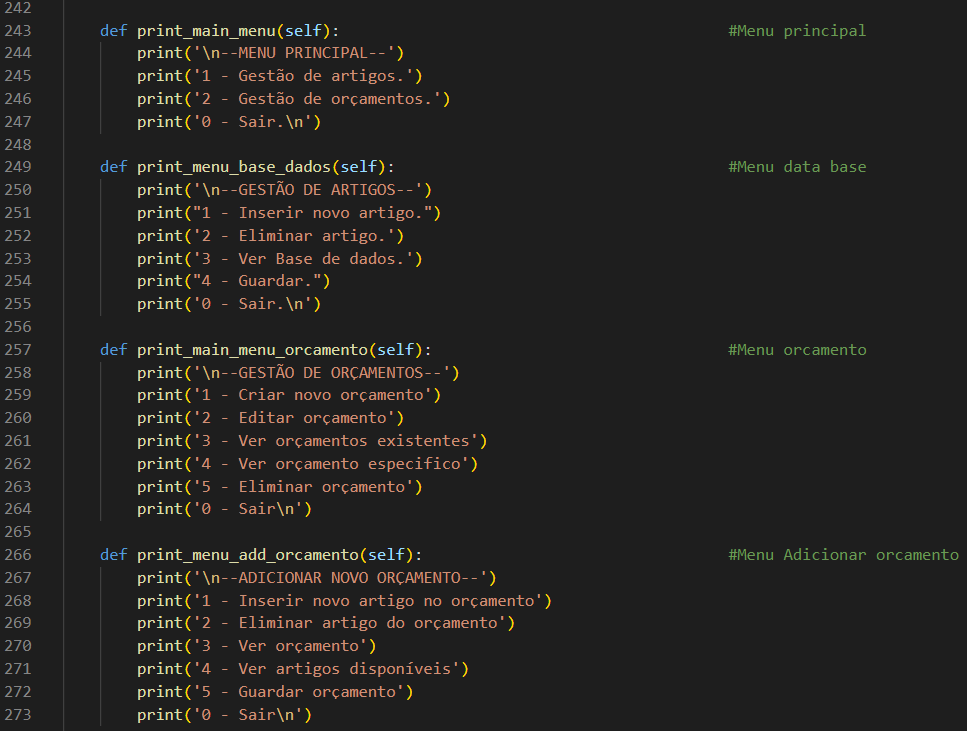 242
243 def print_main_menu(self): #Menu principal
244 print('\n--MENU PRINCIPAL--')
245 print('1 - Gestão de artigos.')
246 print('2 - Gestão de orçamentos.')
247 print('0 - Sair.\n')
248
249 def print_menu_base_dados(self): #Menu data base
250 print('\n--GESTÃO DE ARTIGOS--')
251 print("1 - Inserir novo artigo.")
252 print('2 - Eliminar artigo.')
253 print('3 - Ver Base de dados.')
254 print("4 - Guardar.")
255 print('0 - Sair.\n')
256
257 def print_main_menu_orcamento(self): #Menu orcamento
258 print('\n--GESTÃO DE ORÇAMENTOS--')
259 print('1 - Criar novo orçamento')
260 print('2 - Editar orçamento')
261 print('3 - Ver orçamentos existentes')
262 print('4 - Ver orçamento especifico')
263 print('5 - Eliminar orçamento')
264 print('0 - Sair\n')
265
266 def print_menu_add_orcamento(self): #Menu Adicionar orcamento
267 print('\n--ADICIONAR NOVO ORÇAMENTO--')
268 print('1 - Inserir novo artigo no orçamento')
269 print('2 - Eliminar artigo do orçamento')
270 print('3 - Ver orçamento')
271 print('4 - Ver artigos disponíveis')
272 print('5 - Guardar orçamento')
273 print('0 - Sair\n')